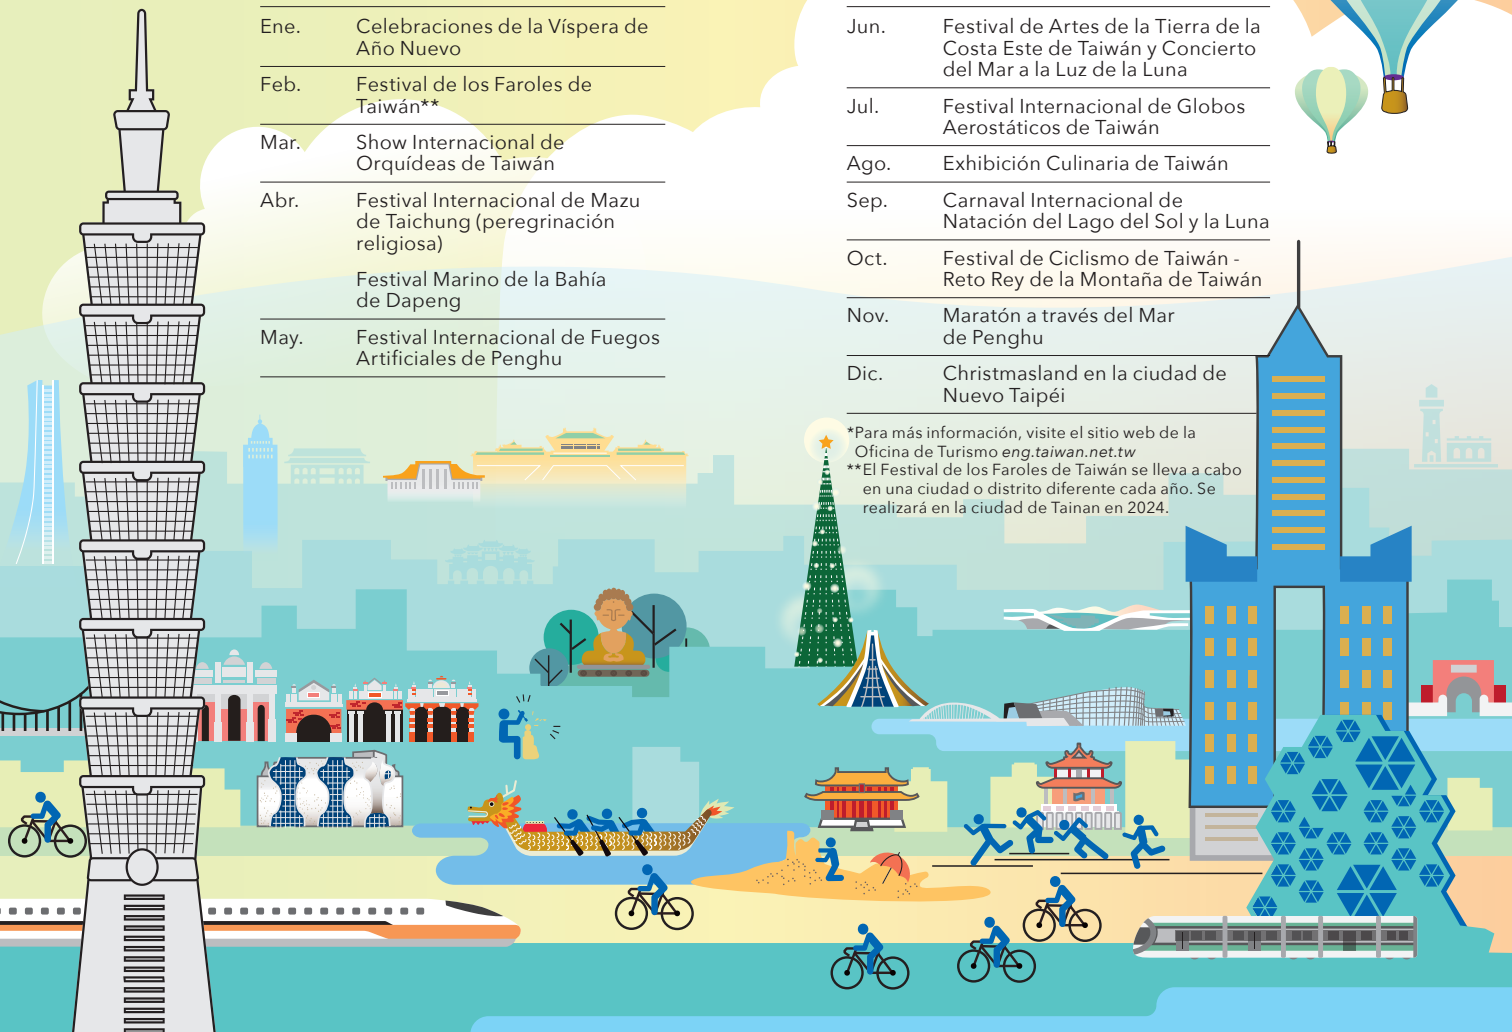 Ene.
Celebraciones de la Víspera de
Año Nuevo
Feb.
Festival de los Faroles de
Taiwán**
Mar.
Show Internacional de
Orquídeas de Taiwán
Abr.
Festival Internacional de Mazu
de Taichung (peregrinación
religiosa)
Festival Marino de la Bahía
de Dapeng
May.
Festival Internacional de Fuegos
Artificiales de Penghu
Jun.
Festival de Artes de la Tierra de la
Costa Este de Taiwán y Concierto
del Mar a la Luz de la Luna
Jul.
Festival Internacional de Globos
Aerostáticos de Taiwán
Ago.
Exhibición Culinaria de Taiwán
Sep.
Carnaval Internacional de
Natación del Lago del Sol y la Luna
Oct.
Festival de Ciclismo de Taiwán -
Reto Rey de la Montaña de Taiwán
Nov.
Maratón a través del Mar
de Penghu
Dic.
Christmasland en la ciudad de
Nuevo Taipéi
*Para más información, visite el sitio web de la
Oficina de Turismo eng.taiwan.net.tw
**El Festival de los Faroles de Taiwán se lleva a cabo
en una ciudad o distrito diferente cada año. Se
realizará en la ciudad de Tainan en 2024.